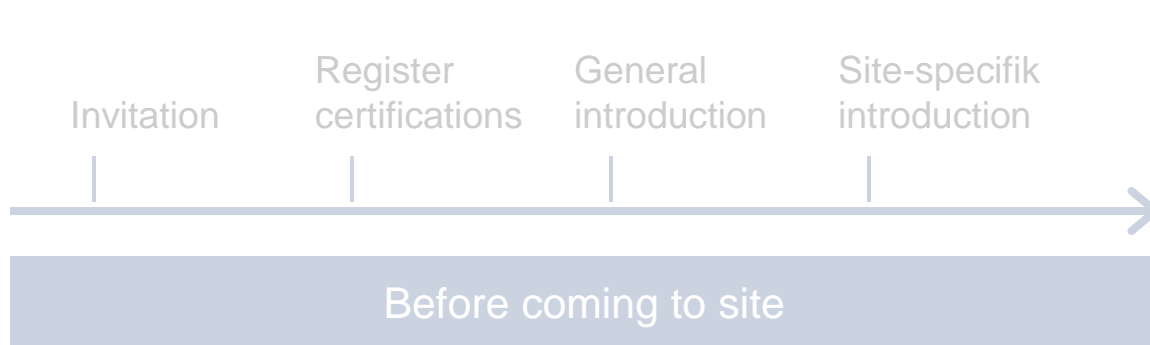 Invitation
Register
certifications
General
introduction
Site-specifik
introduction
Before coming to site